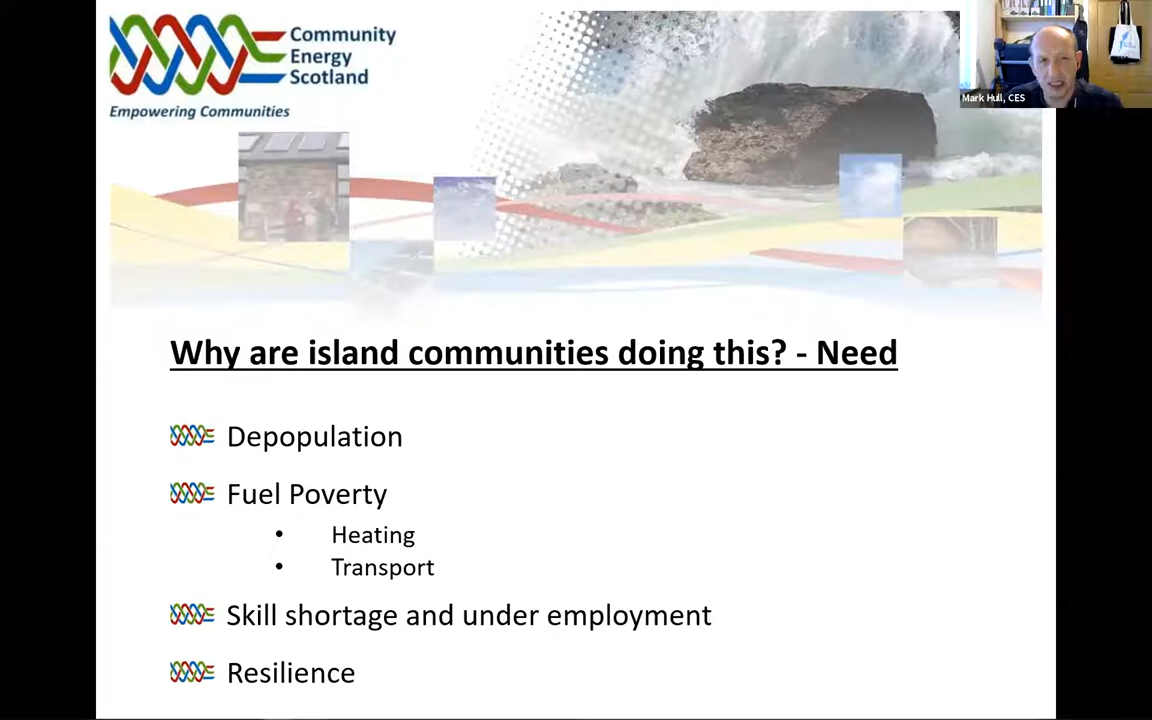 Community
Energy
Scotland
Empowering Communities
Mark Hull, CES
Why are island communities doing this? - Need
Depopulation
Fuel Poverty
• Heating
• Transport
Skill shortage and under employment
Resilience